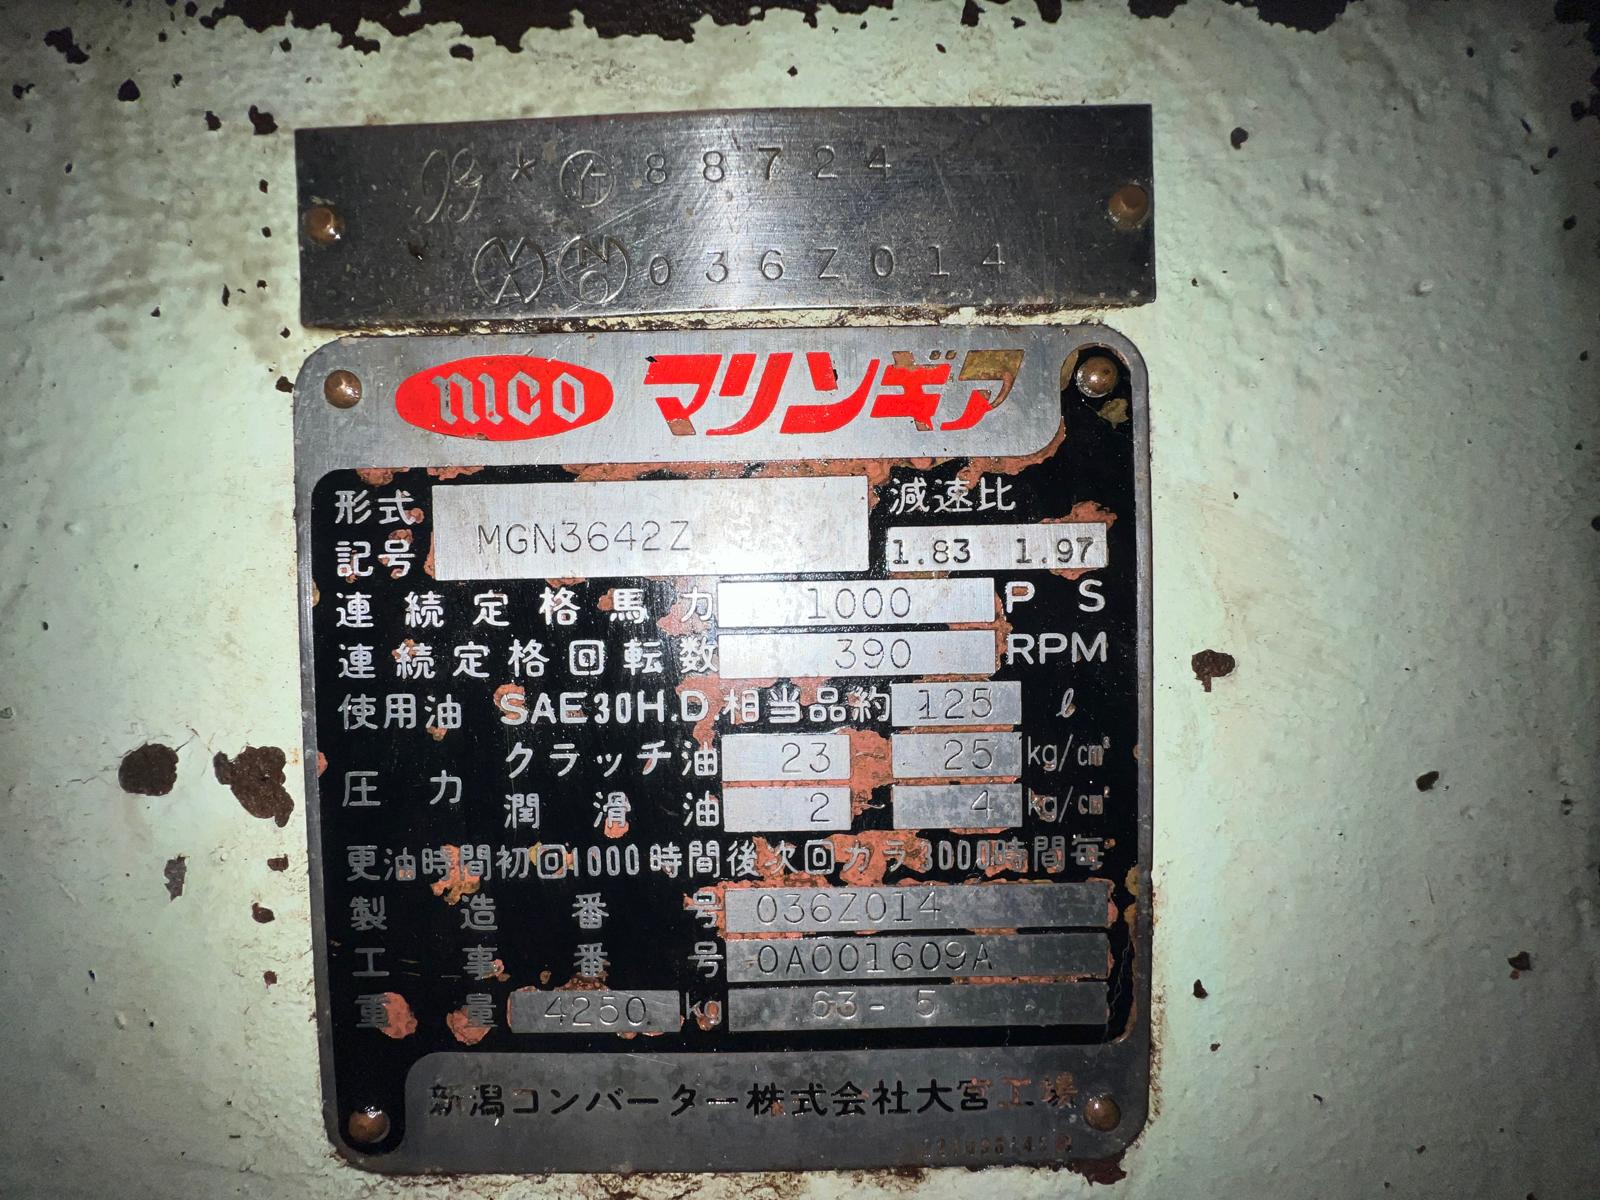 88724
036Z014
nico マリンギア
形式記号 MGN3642Z 減速比 1.83 1.97
連続定格馬力 1000 PS
連続定格回転数 390 RPM
使用油 SAE30H.D 相当品約 125 ℓ
圧力 クラッチ油 23 25 kg/cm²
潤滑油 2 4 kg/cm²
更油時間初回1000時間後次回カラ3000時間毎
製造番号 036Z014
工事番号 0A001609A
重量 4250 kg 63-5
新潟コンバーター株式会社大宮工場